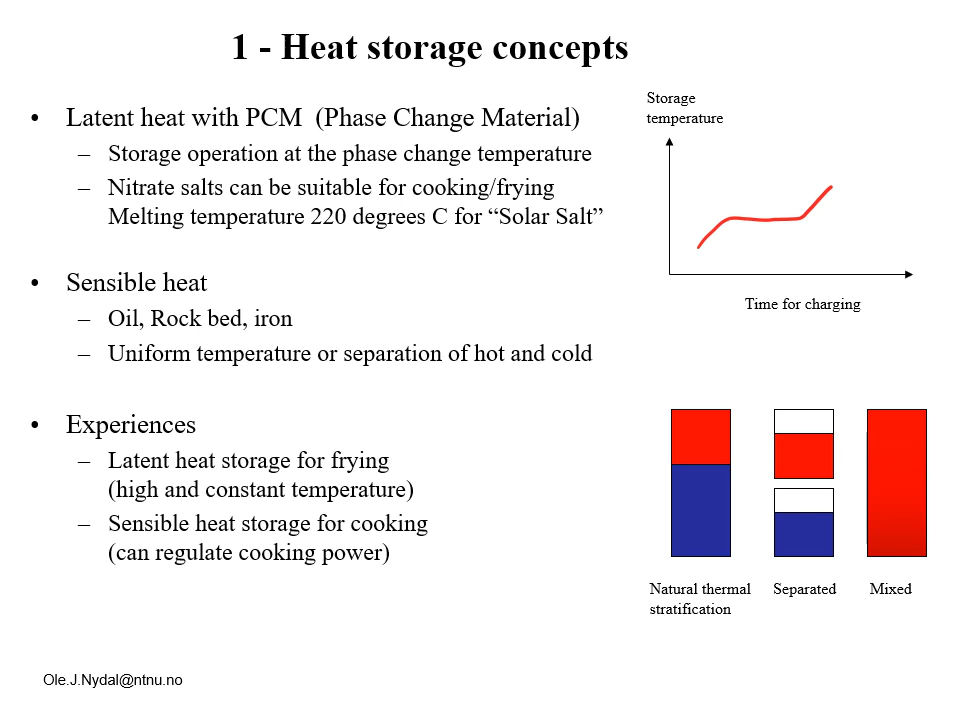 1 - Heat storage concepts
• Latent heat with PCM (Phase Change Material)
– Storage operation at the phase change temperature
– Nitrate salts can be suitable for cooking/frying
Melting temperature 220 degrees C for “Solar Salt”
• Sensible heat
– Oil, Rock bed, iron
– Uniform temperature or separation of hot and cold
• Experiences
– Latent heat storage for frying
(high and constant temperature)
– Sensible heat storage for cooking
(can regulate cooking power)
Storage
temperature
Time for charging
Natural thermal
stratification
Separated
Mixed
Ole.J.Nydal@ntnu.no